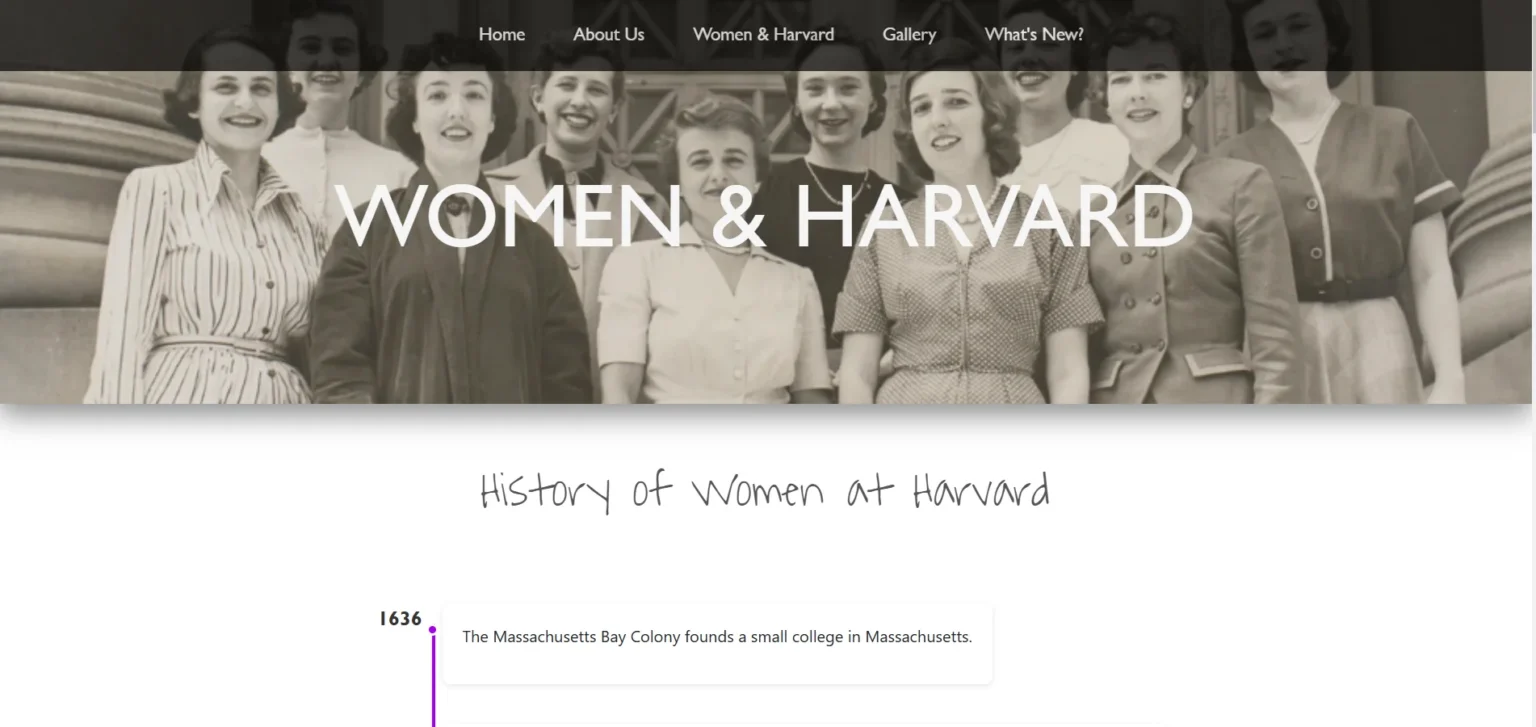 Home About Us Women & Harvard Gallery What's New?
WOMEN & HARVARD
History of Women at Harvard
1636
The Massachusetts Bay Colony founds a small college in Massachusetts.